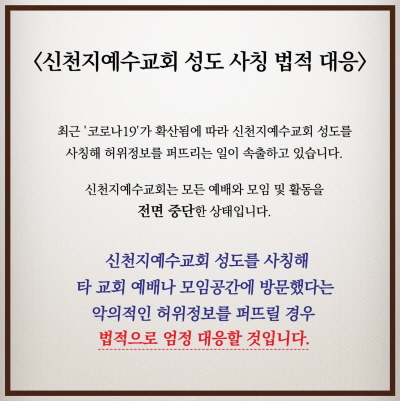 〈신천지예수교회 성도 사칭 법적 대응〉
최근 '코로나19'가 확산됨에 따라 신천지예수교회 성도를
사칭해 허위정보를 퍼뜨리는 일이 속출하고 있습니다.
신천지예수교회는 모든 예배와 모임 및 활동을
전면 중단한 상태입니다.
신천지예수교회 성도를 사칭해
타 교회 예배나 모임공간에 방문했다는
악의적인 허위정보를 퍼뜨릴 경우
법적으로 엄정 대응할 것입니다.